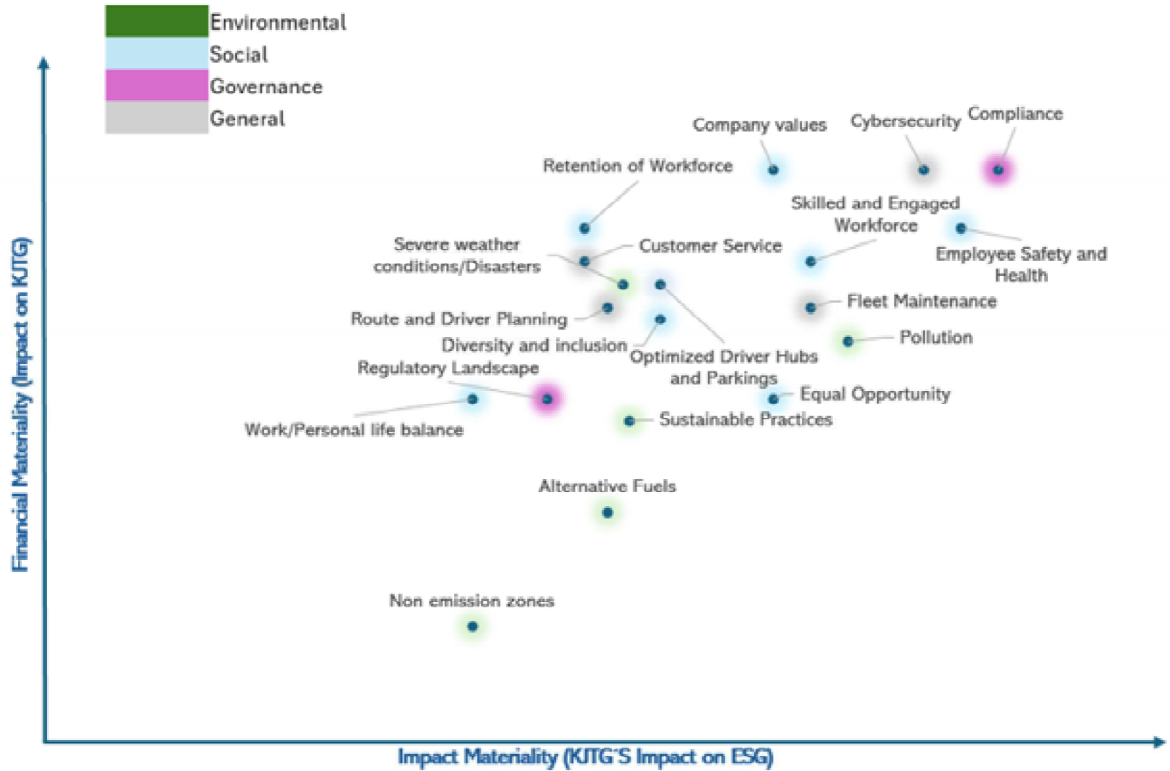 Environmental
Social
Governance
General
Company values
Cybersecurity
Compliance
Retention of Workforce
Skilled and Engaged
Workforce
Severe weather
conditions/Disasters
Customer Service
Employee Safety and
Health
Route and Driver Planning
Fleet Maintenance
Diversity and inclusion
Optimized Driver Hubs
and Parkings
Pollution
Regulatory Landscape
Equal Opportunity
Work/Personal life balance
Sustainable Practices
Alternative Fuels
Non emission zones
Financial Materiality (Impact on KJTG)
Impact Materiality (KJTG´S Impact on ESG)